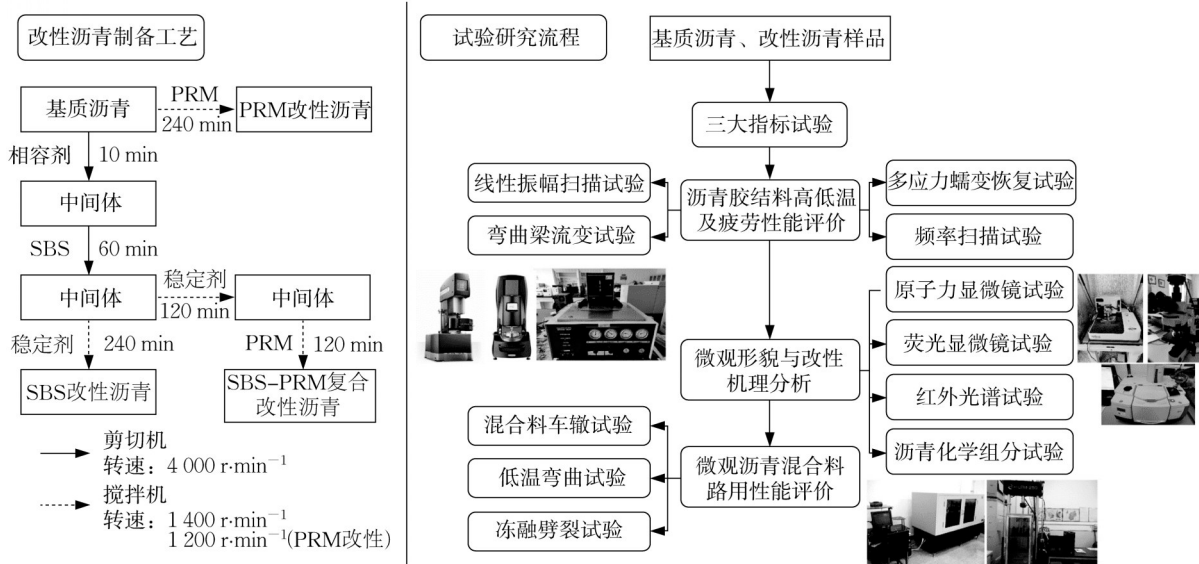 改性沥青制备工艺
基质沥青
PRM
240 min
PRM改性沥青
相容剂
10 min
中间体
SBS
60 min
中间体
稳定剂
120 min
中间体
稳定剂
240 min
PRM
120 min
SBS改性沥青
SBS-PRM复合
改性沥青
剪切机
转速：4 000 r·min⁻¹
搅拌机
转速：1 400 r·min⁻¹
1 200 r·min⁻¹(PRM改性)
试验研究流程
基质沥青、改性沥青样品
三大指标试验
线性振幅扫描试验
弯曲梁流变试验
沥青胶结料高低温
及疲劳性能评价
多应力蠕变恢复试验
频率扫描试验
微观形貌与改性
机理分析
原子力显微镜试验
荧光显微镜试验
红外光谱试验
沥青化学组分试验
混合料车辙试验
低温弯曲试验
冻融劈裂试验
微观沥青混合料
路用性能评价